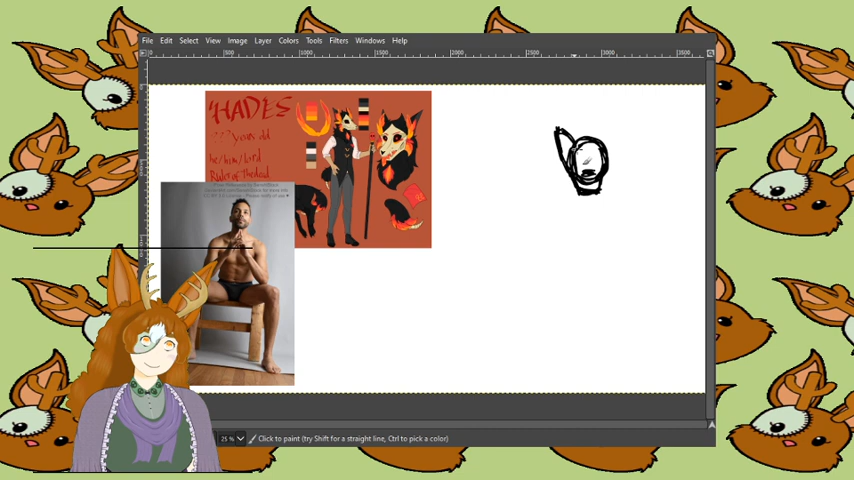 File Edit Select View Image Layer Colors Tools Filters Windows Help
0 500 1000 1500 2000 2500 3000 3500
HADES
??? years old
he/him/lord
Ruler of the dead
25 % Click to paint (try Shift for a straight line, Ctrl to pick a color)